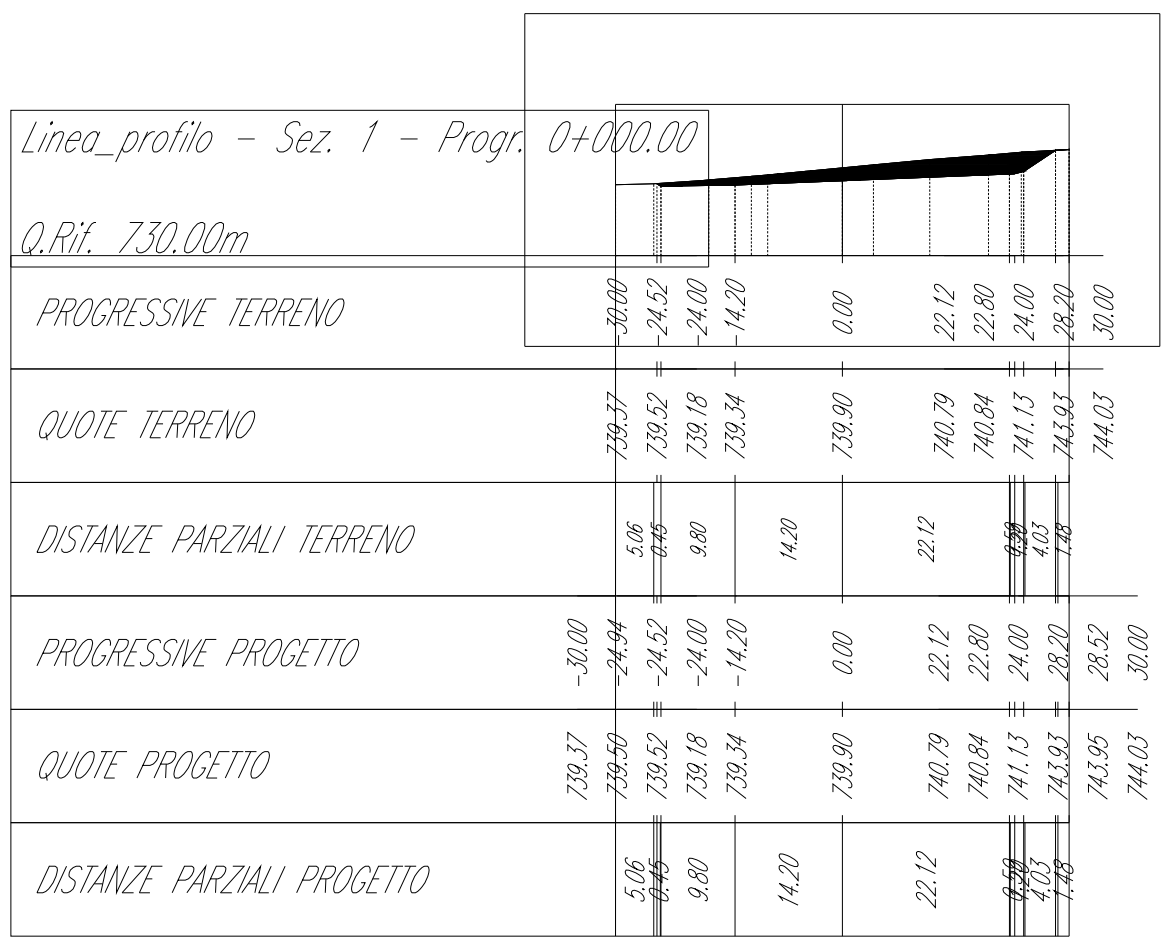 Linea_profilo - Sez. 1 - Progr. 0+000.00
Q.Rif. 730.00m
PROGRESSIVE TERRENO -30.00 -24.52 -24.00 -14.20 0.00 22.12 22.80 24.00 28.20 30.00
QUOTE TERRENO 739.37 739.52 739.18 739.34 739.90 740.79 740.84 741.13 743.93 744.03
DISTANZE PARZIALI TERRENO 5.06 0.45 9.80 14.20 22.12 4.03 1.48
PROGRESSIVE PROGETTO -30.00 -24.94 -24.52 -24.00 -14.20 0.00 22.12 22.80 24.00 28.20 28.52 30.00
QUOTE PROGETTO 739.37 739.50 739.52 739.18 739.34 739.90 740.79 740.84 741.13 743.93 743.95 744.03
DISTANZE PARZIALI PROGETTO 5.06 0.45 9.80 14.20 22.12 4.03 1.48